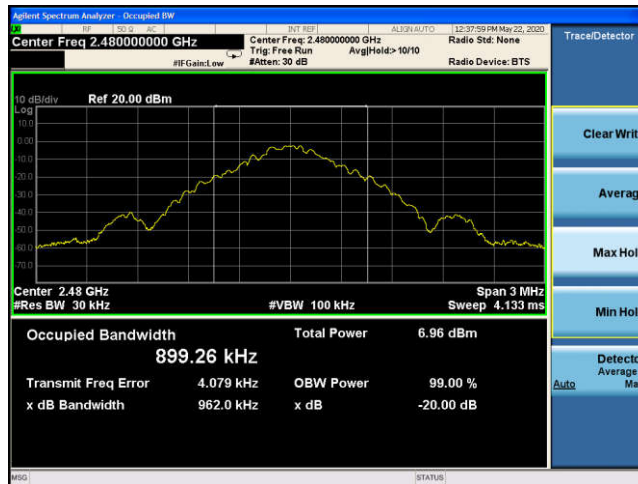 Agilent Spectrum Analyzer - Occupied BW
RF 50 Ω AC INT REF ALIGN AUTO 12:37:59 PM May 22, 2020
Center Freq 2.480000000 GHz
Center Freq: 2.480000000 GHz
Radio Std: None
Trig: Free Run Avg|Hold:> 10/10
#IFGain:Low
#Atten: 30 dB
Radio Device: BTS
Trace/Detector
10 dB/div Ref 20.00 dBm
Log
10.0
0.00
-10.0
-20.0
-30.0
-40.0
-50.0
-60.0
-70.0
Center 2.48 GHz Span 3 MHz
#Res BW 30 kHz #VBW 100 kHz Sweep 4.133 ms
Occupied Bandwidth Total Power 6.96 dBm
899.26 kHz
Transmit Freq Error 4.079 kHz OBW Power 99.00 %
x dB Bandwidth 962.0 kHz x dB -20.00 dB
Clear Writ
Averag
Max Hol
Min Hol
Detecto
Average
Auto Ma
MSG STATUS